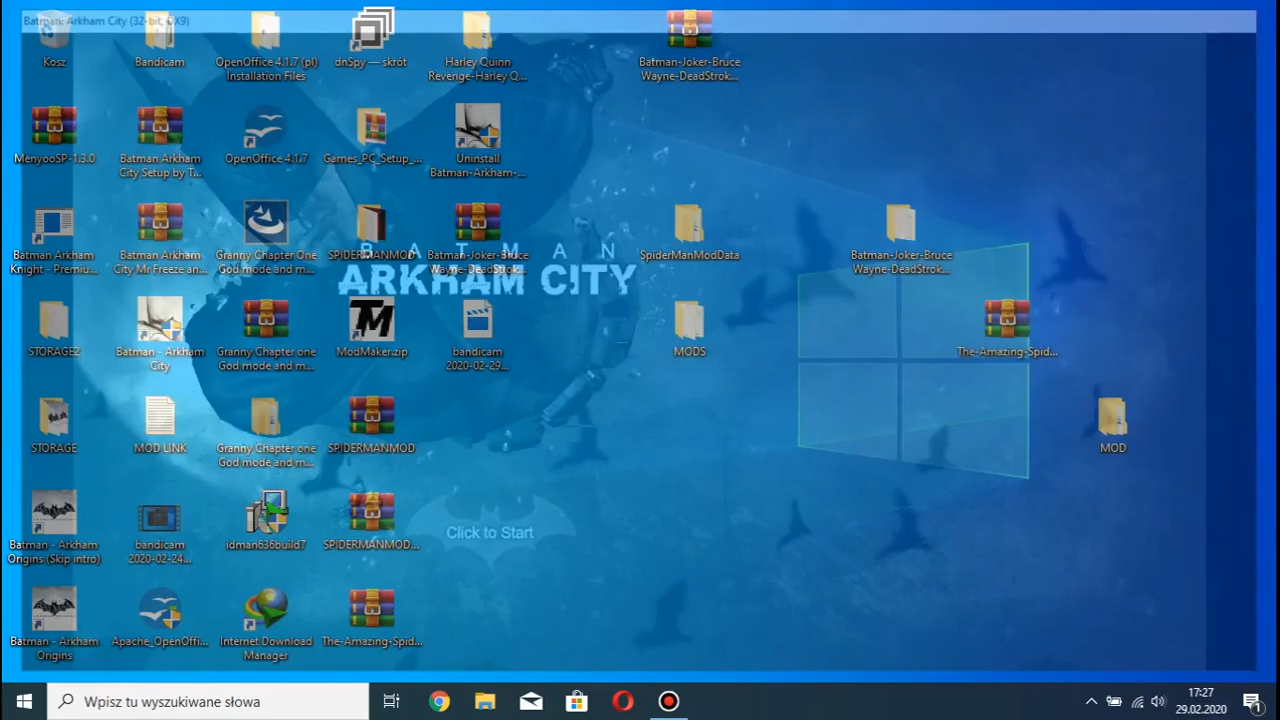 Batman: Arkham City (32-bit, DX9)
Kosz
Bandicam
OpenOffice 4.1.7 (pl)
Installation Files
dnSpy — skrót
Harley Quinn
Revenge-Harley Q...
Batman-Joker-Bruce
Wayne-DeadStrok...
MenyooSP-1.3.0
Batman Arkham
City Setup by T...
OpenOffice 4.1.7
Games_PC_Setup_...
Uninstall
Batman-Arkham-...
Batman Arkham
Knight - Premiu...
Batman Arkham
City Mr Freeze an...
Granny Chapter One
God mode and m...
SPIDERMANMOD
Batman-Joker-Bruce
Wayne-DeadStrok...
SpiderManModData
Batman-Joker-Bruce
Wayne-DeadStrok...
BATMAN
ARKHAM CITY
STORAGE2
Batman - Arkham
City
Granny Chapter one
God mode and m...
TM
ModMaker.zip
bandicam
2020-02-29...
MODS
The-Amazing-Spid...
STORAGE
MOD LINK
Granny Chapter one
God mode and m...
SPIDERMANMOD
MOD
Batman - Arkham
Origins (Skip intro)
bandicam
2020-02-24...
idman636build7
SPIDERMANMOD...
Click to Start
Batman - Arkham
Origins
Apache_OpenOffi...
Internet Download
Manager
The-Amazing-Spid...
Wpisz tu wyszukiwane słowa
17:27
29.02.2020
1